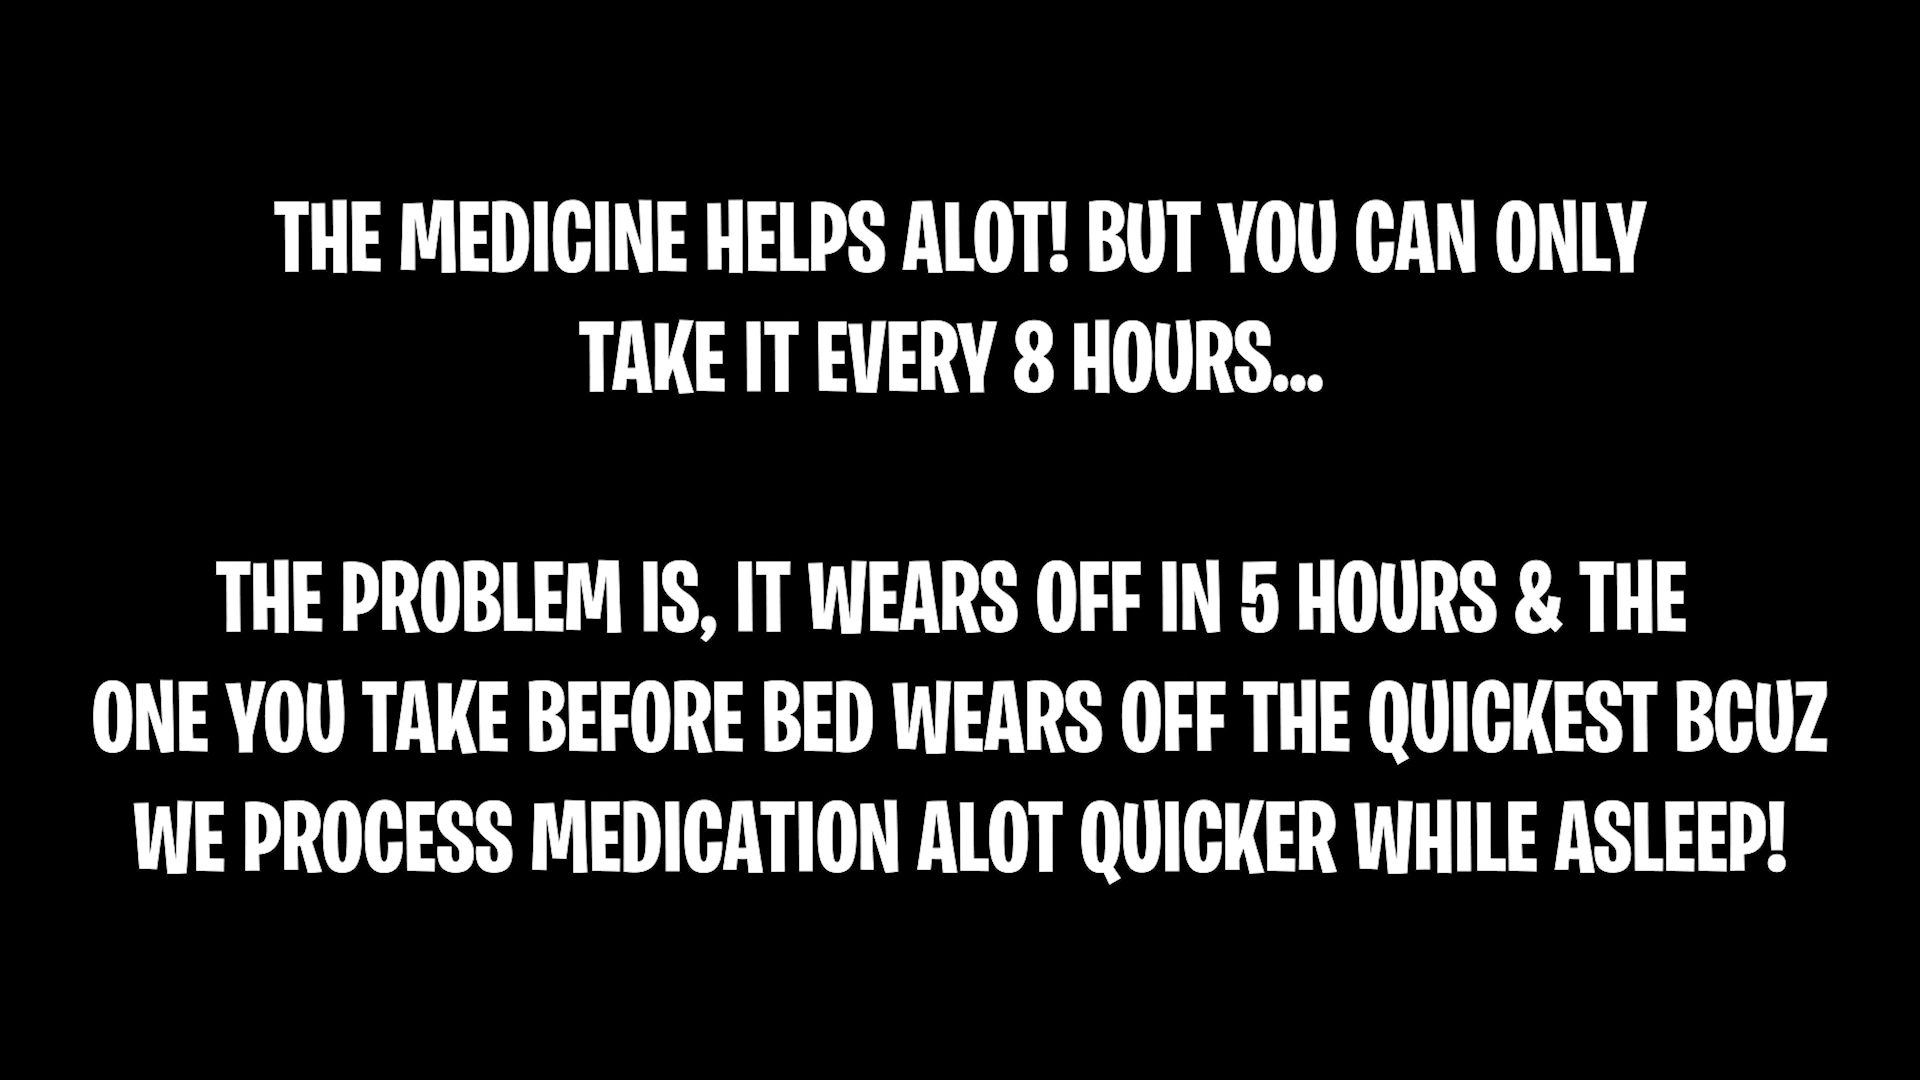 THE MEDICINE HELPS ALOT! BUT YOU CAN ONLY
TAKE IT EVERY 8 HOURS...
THE PROBLEM IS, IT WEARS OFF IN 5 HOURS & THE
ONE YOU TAKE BEFORE BED WEARS OFF THE QUICKEST BCUZ
WE PROCESS MEDICATION ALOT QUICKER WHILE ASLEEP!